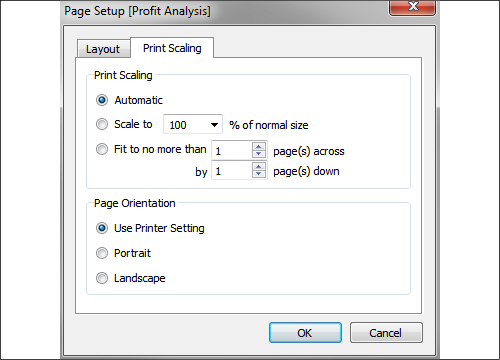 Page Setup [Profit Analysis]
Layout
Print Scaling
Print Scaling
Automatic
Scale to 100 % of normal size
Fit to no more than 1 page(s) across
by 1 page(s) down
Page Orientation
Use Printer Setting
Portrait
Landscape
OK
Cancel